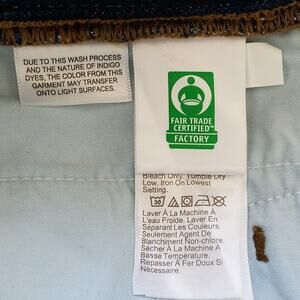 DUE TO THIS WASH PROCESS
AND THE NATURE OF INDIGO
DYES, THE COLOR FROM THIS
GARMENT MAY TRANSFER
ONTO LIGHT SURFACES.
FAIR TRADE
CERTIFIED™
FACTORY
Bleach Only. Tumble Dry
Low. Iron On Lowest
Setting.
30
Laver À La Machine À
L'eau Froide. Laver En
Séparant Les Couleurs.
Seulement Agent De
Blanchiment Non-chlore.
Sécher À La Machine À
Basse Température.
Repasser À Fer Doux Si
Nécessaire.